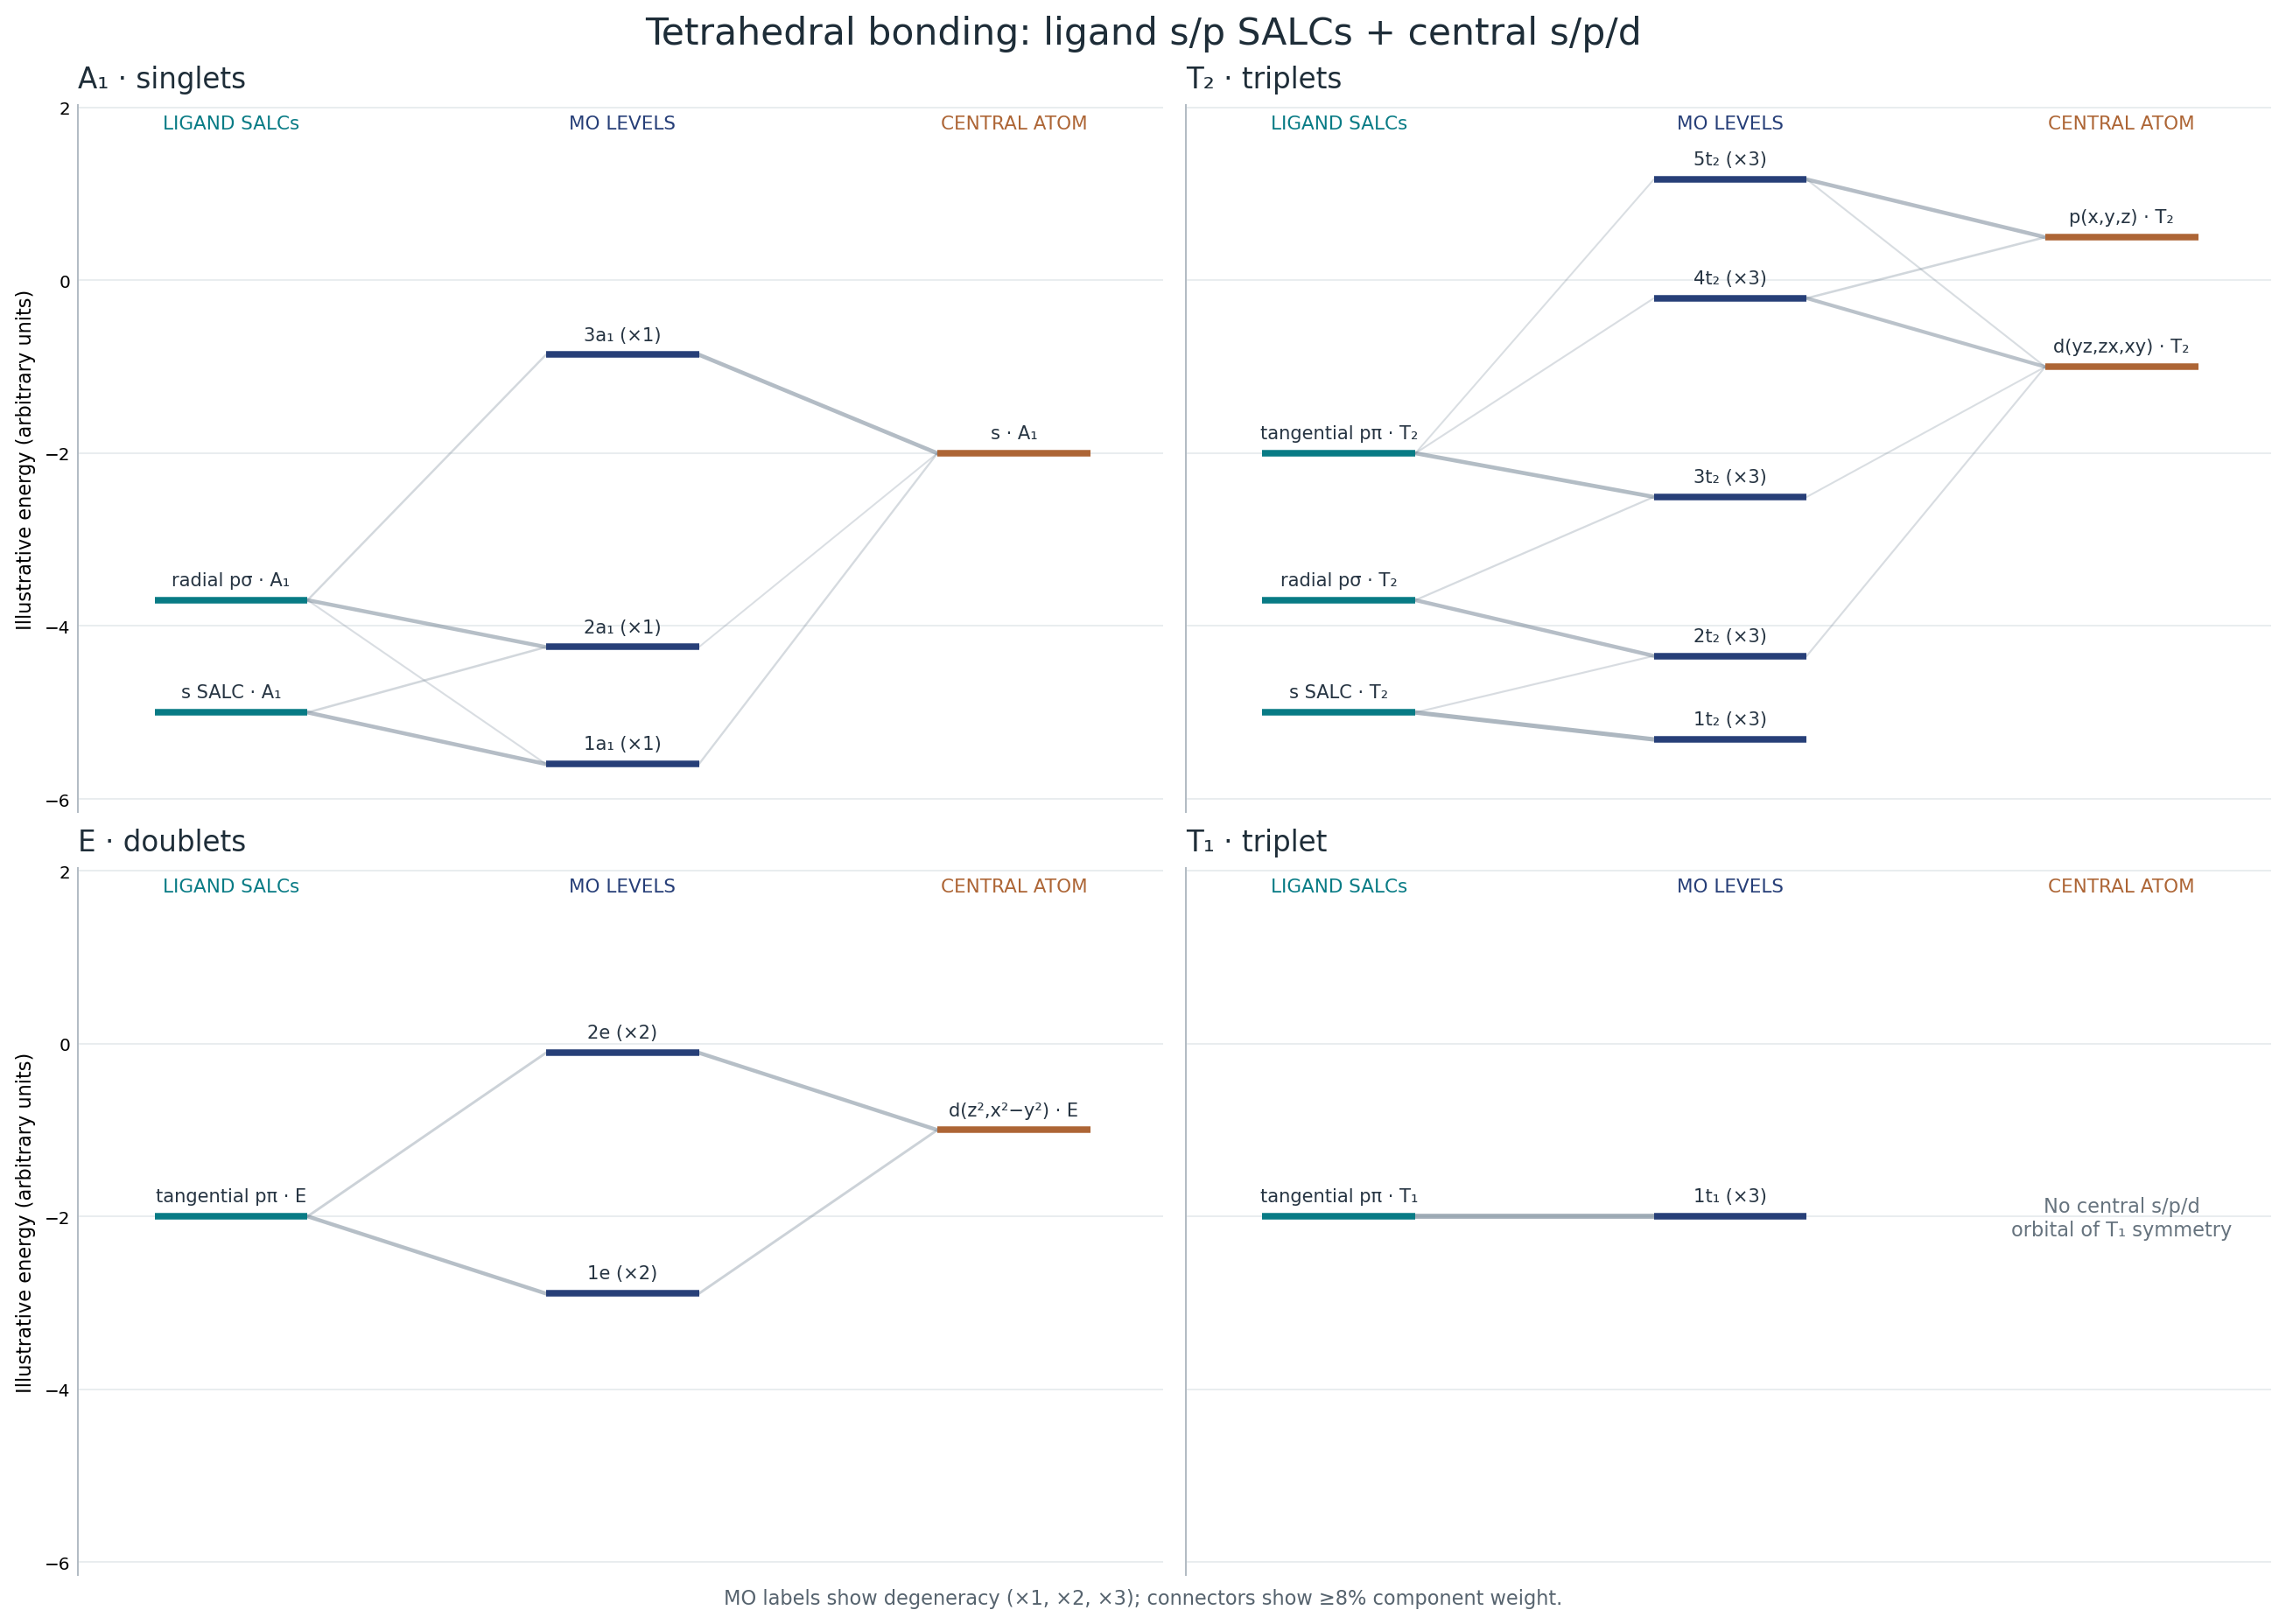 Tetrahedral bonding: ligand s/p SALCs + central s/p/d
A₁ · singlets
LIGAND SALCs
MO LEVELS
CENTRAL ATOM
Illustrative energy (arbitrary units)
2
0
−2
−4
−6
3a₁ (×1)
s · A₁
radial pσ · A₁
2a₁ (×1)
s SALC · A₁
1a₁ (×1)
T₂ · triplets
LIGAND SALCs
MO LEVELS
CENTRAL ATOM
5t₂ (×3)
p(x,y,z) · T₂
4t₂ (×3)
d(yz,zx,xy) · T₂
tangential pπ · T₂
3t₂ (×3)
radial pσ · T₂
2t₂ (×3)
s SALC · T₂
1t₂ (×3)
E · doublets
LIGAND SALCs
MO LEVELS
CENTRAL ATOM
Illustrative energy (arbitrary units)
2
0
−2
−4
−6
2e (×2)
d(z²,x²−y²) · E
tangential pπ · E
1e (×2)
T₁ · triplet
LIGAND SALCs
MO LEVELS
CENTRAL ATOM
tangential pπ · T₁
1t₁ (×3)
No central s/p/d
orbital of T₁ symmetry
MO labels show degeneracy (×1, ×2, ×3); connectors show ≥8% component weight.